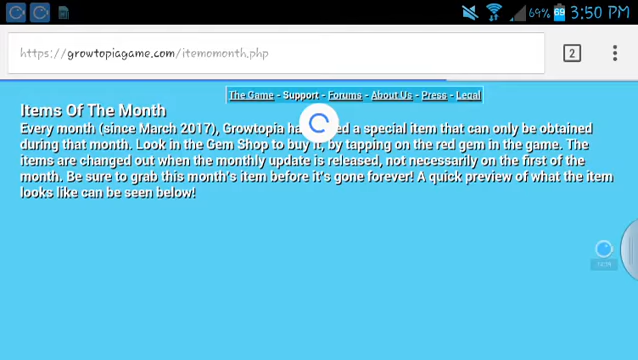 69% 69 3:50 PM
https://growtopiagame.com/itemomonth.php 2
The Game - Support - Forums - About Us - Press - Legal
Items Of The Month
Every month (since March 2017), Growtopia ha ed a special item that can only be obtained
during that month. Look in the Gem Shop to buy it, by tapping on the red gem in the game. The
items are changed out when the monthly update is released, not necessarily on the first of the
month. Be sure to grab this month's item before it's gone forever! A quick preview of what the item
looks like can be seen below!